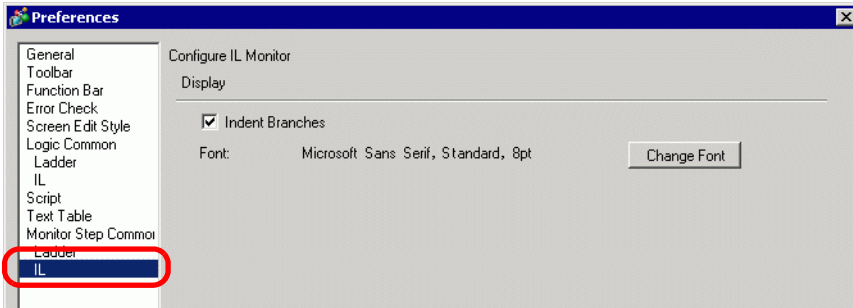 Preferences
General
Toolbar
Function Bar
Error Check
Screen Edit Style
Logic Common
Ladder
IL
Script
Text Table
Monitor Step Commo
Ladder
IL
Configure IL Monitor
Display
Indent Branches
Font: Microsoft Sans Serif, Standard, 8pt Change Font